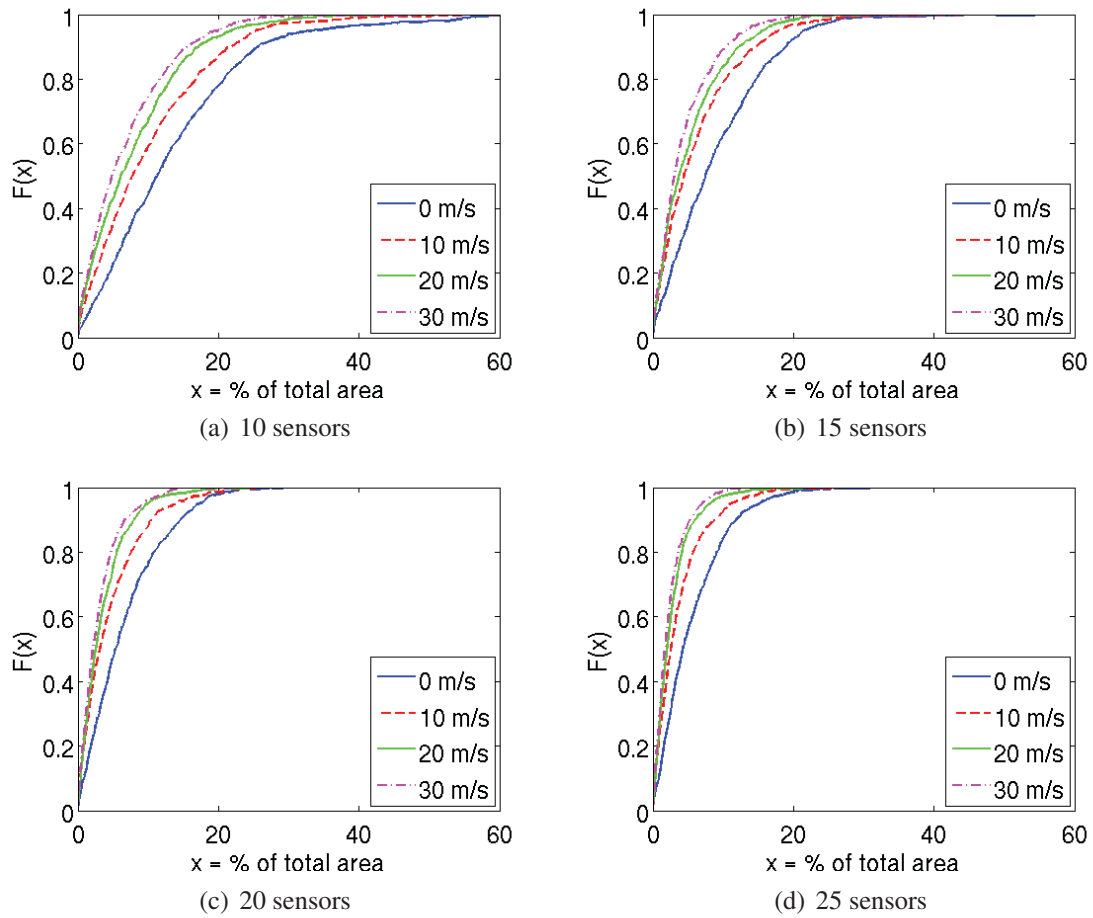 1
0.8
0.6
0.4
0.2
0
F(x)
0 m/s
10 m/s
20 m/s
30 m/s
0 20 40 60
x = % of total area
(a) 10 sensors
1
0.8
0.6
0.4
0.2
0
F(x)
0 m/s
10 m/s
20 m/s
30 m/s
0 20 40 60
x = % of total area
(b) 15 sensors
1
0.8
0.6
0.4
0.2
0
F(x)
0 m/s
10 m/s
20 m/s
30 m/s
0 20 40 60
x = % of total area
(c) 20 sensors
1
0.8
0.6
0.4
0.2
0
F(x)
0 m/s
10 m/s
20 m/s
30 m/s
0 20 40 60
x = % of total area
(d) 25 sensors